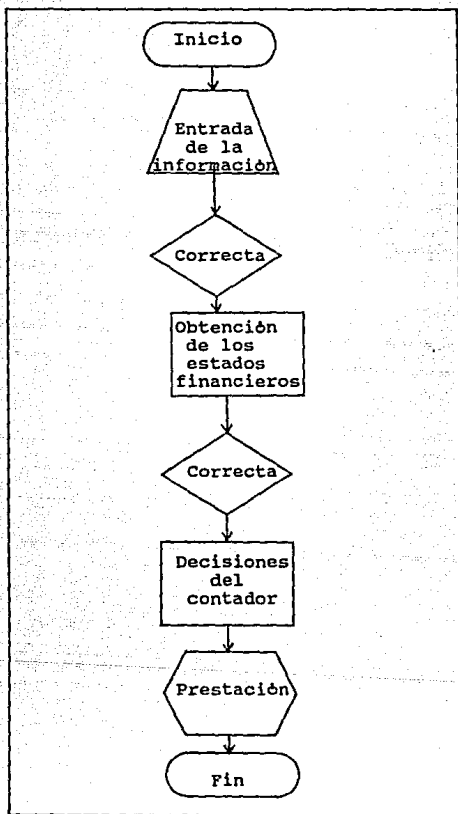 Inicio
Entrada
de la
información
Correcta
Obtención
de los
estados
financieros
Correcta
Decisiones
del
contador
Prestación
Fin